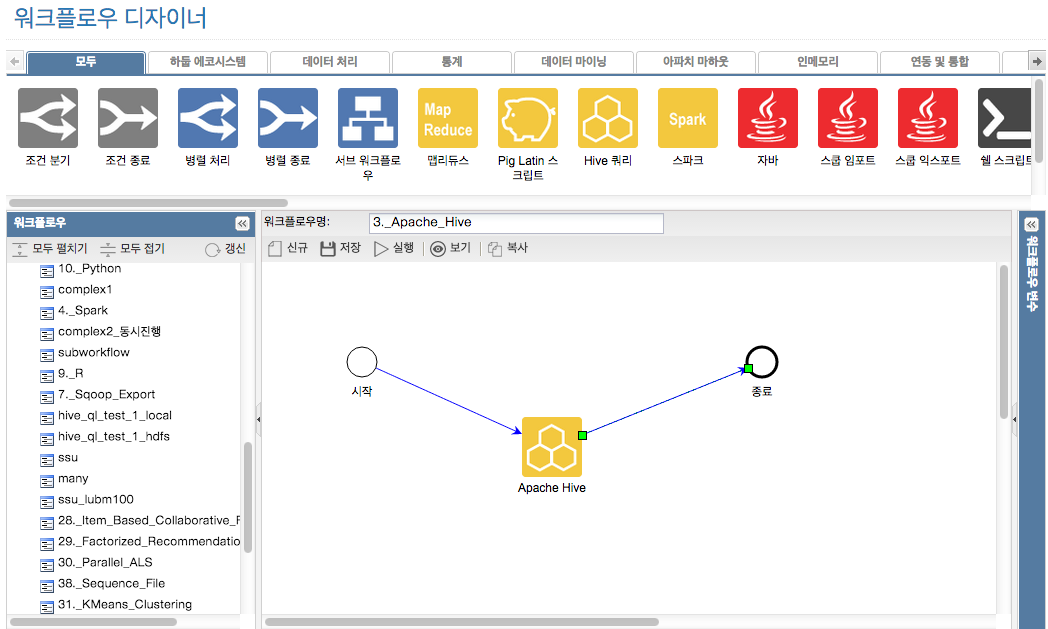 워크플로우 디자이너
모두 하둡 에코시스템 데이터 처리 통계 데이터 마이닝 아파치 마하웃 인메모리 연동 및 통합
Map
Reduce
Spark
조건 분기 조건 종료 병렬 처리 병렬 종료 서브 워크플로우 맵리듀스 Pig Latin 스크립트 Hive 쿼리 스파크 자바 스쿱 임포트 스쿱 익스포트 쉘 스크립트
워크플로우
모두 펼치기 모두 접기 갱신
10._Python
complex1
4._Spark
complex2_동시진행
subworkflow
9._R
7._Sqoop_Export
hive_ql_test_1_local
hive_ql_test_1_hdfs
ssu
many
ssu_lubm100
28._Item_Based_Collaborative_F
29._Factorized_Recommendatio
30._Parallel_ALS
38._Sequence_File
31._KMeans_Clustering
워크플로우명: 3._Apache_Hive
신규 저장 실행 보기 복사
시작
종료
Apache Hive
워크플로우 변수